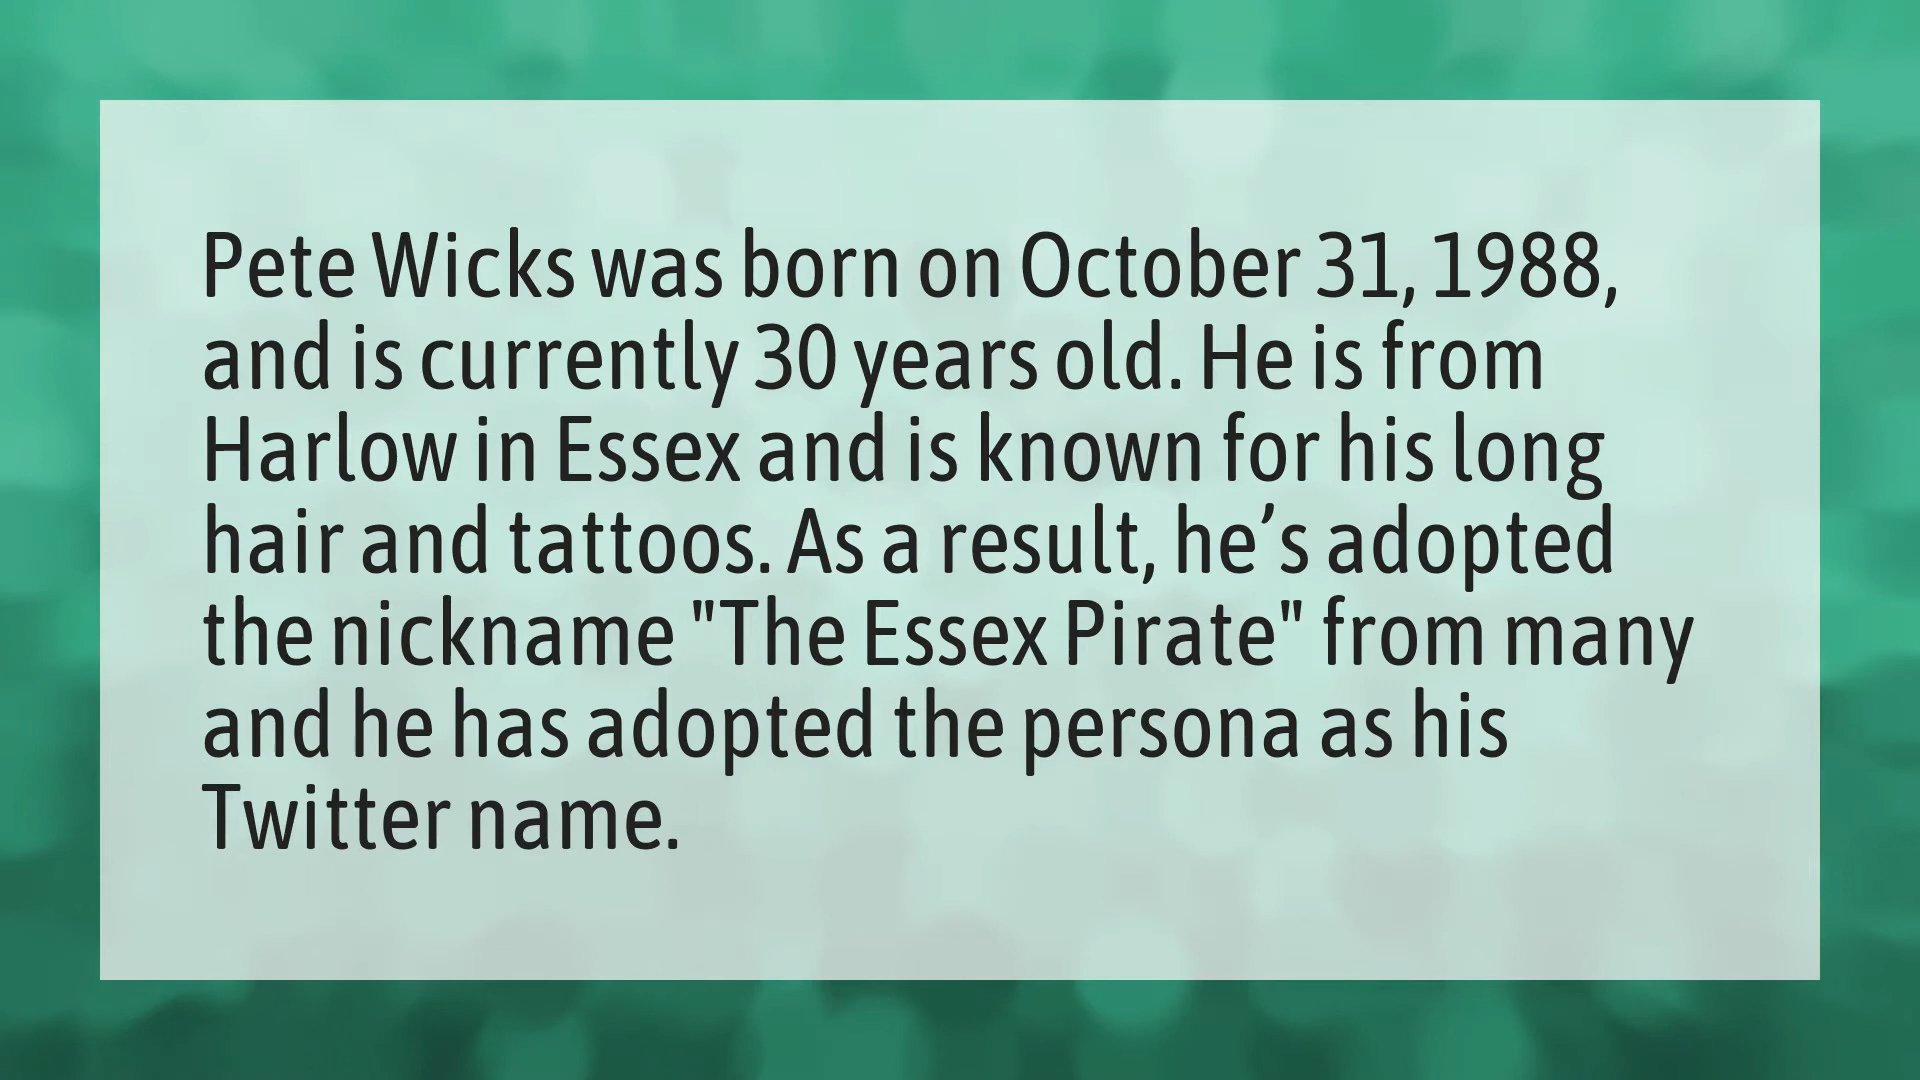 Pete Wicks was born on October 31, 1988,
and is currently 30 years old. He is from
Harlow in Essex and is known for his long
hair and tattoos. As a result, he’s adopted
the nickname "The Essex Pirate" from many
and he has adopted the persona as his
Twitter name.